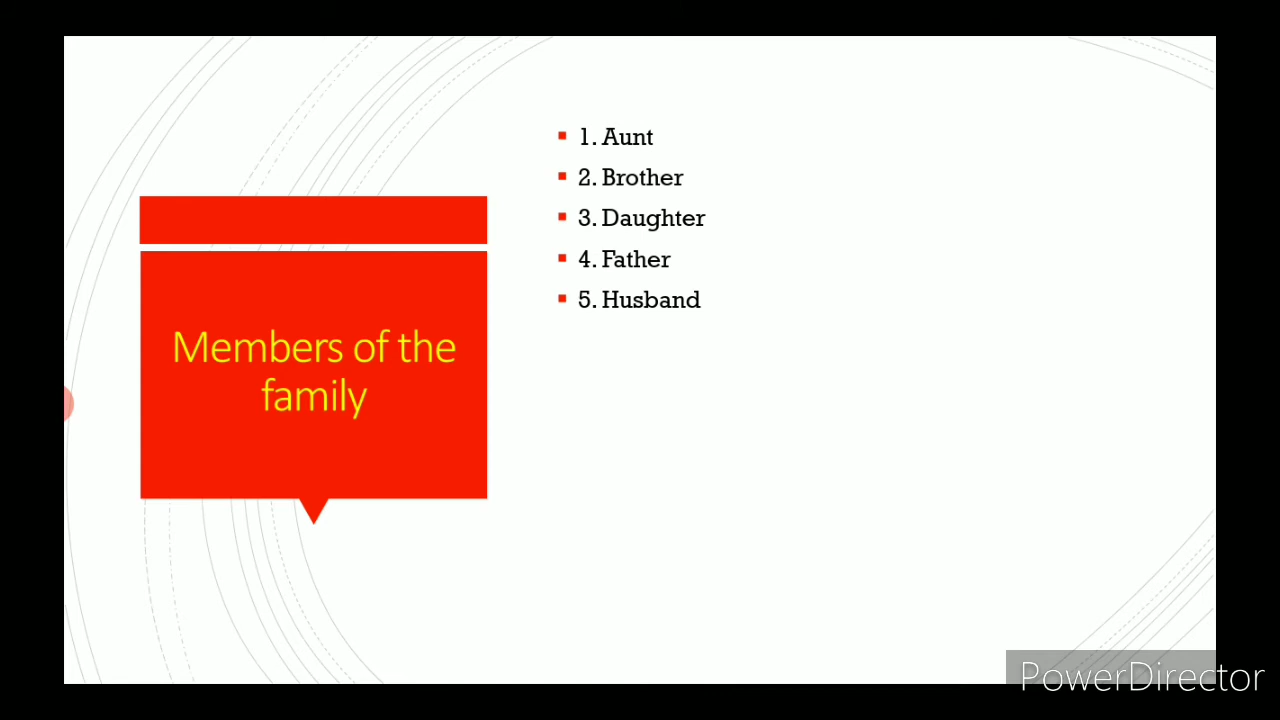 Members of the
family
1. Aunt
2. Brother
3. Daughter
4. Father
5. Husband
PowerDirector